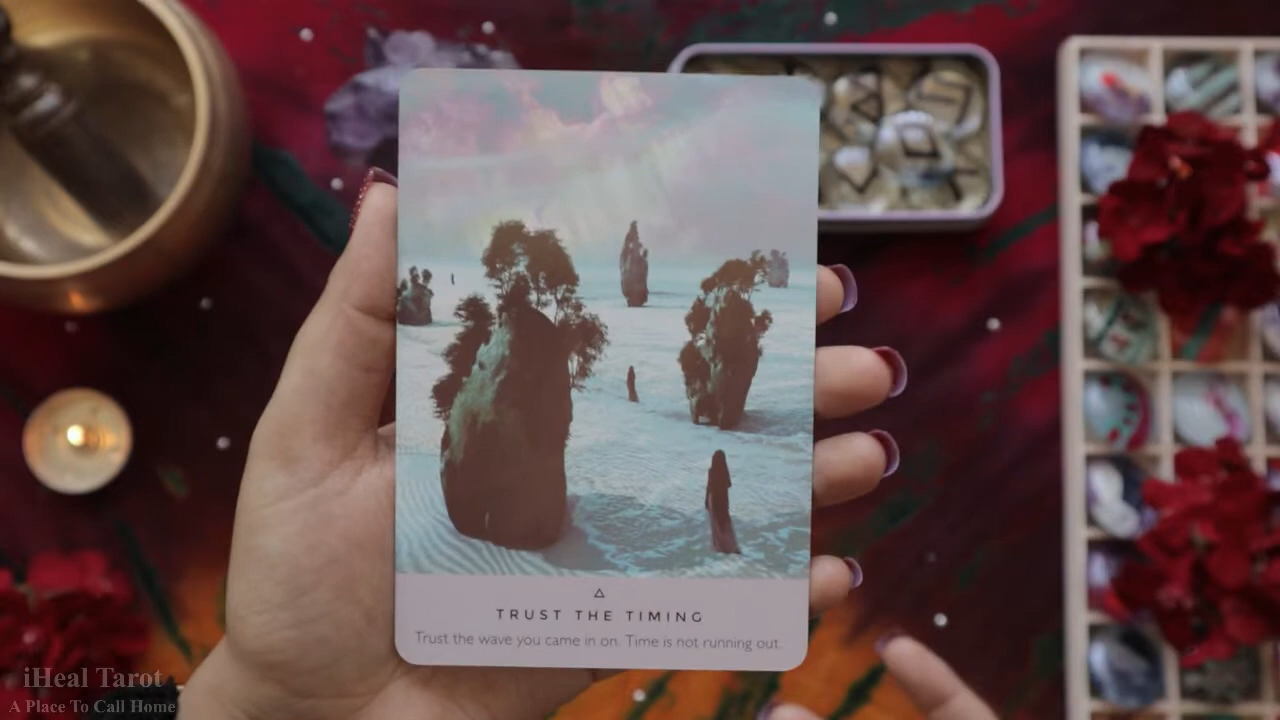 TRUST THE TIMING
Trust the wave you came in on. Time is not running out.
iHeal Tarot
A Place To Call Home